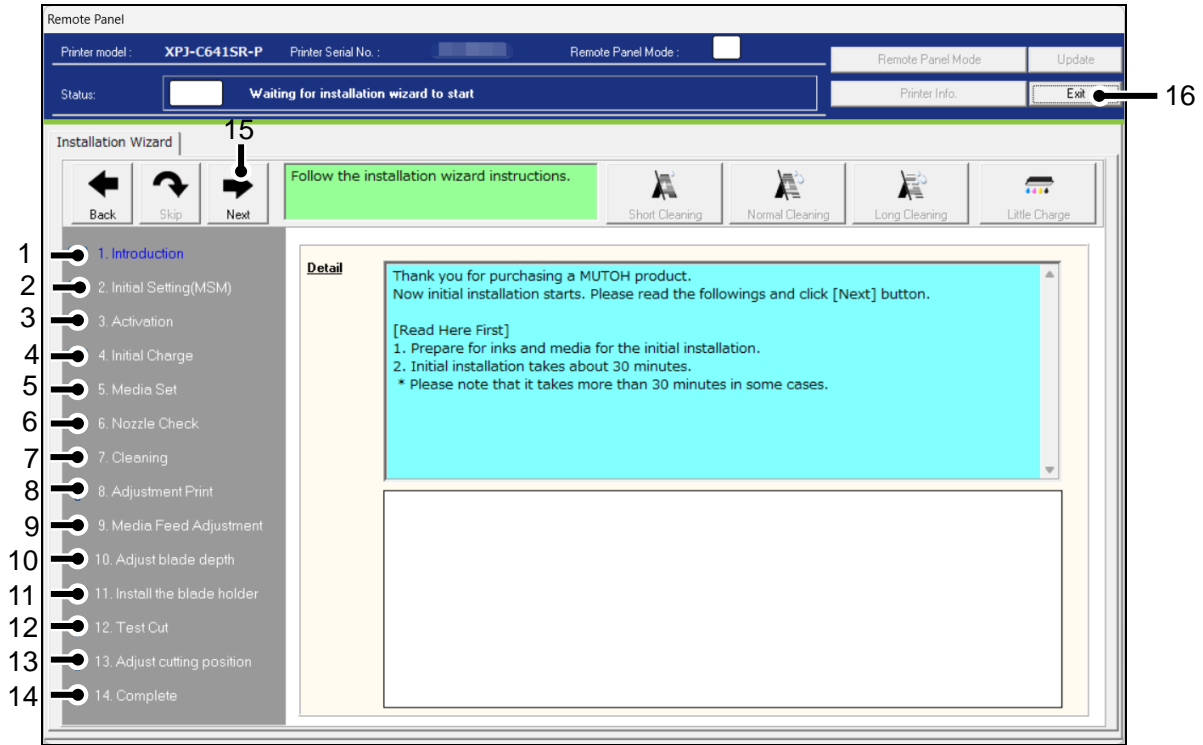 Remote Panel
Printer model : XPJ-C641SR-P Printer Serial No. : Remote Panel Mode :
Remote Panel Mode Update
Status: Waiting for installation wizard to start
Printer Info. Exit
16
15
Installation Wizard
Back Skip Next
Follow the installation wizard instructions.
Short Cleaning Normal Cleaning Long Cleaning Little Charge
1 1. Introduction
2 2. Initial Setting(MSM)
3 3. Activation
4 4. Initial Charge
5 5. Media Set
6 6. Nozzle Check
7 7. Cleaning
8 8. Adjustment Print
9 9. Media Feed Adjustment
10 10. Adjust blade depth
11 11. Install the blade holder
12 12. Test Cut
13 13. Adjust cutting position
14 14. Complete
Detail
Thank you for purchasing a MUTOH product.
Now initial installation starts. Please read the followings and click [Next] button.
[Read Here First]
1. Prepare for inks and media for the initial installation.
2. Initial installation takes about 30 minutes.
* Please note that it takes more than 30 minutes in some cases.